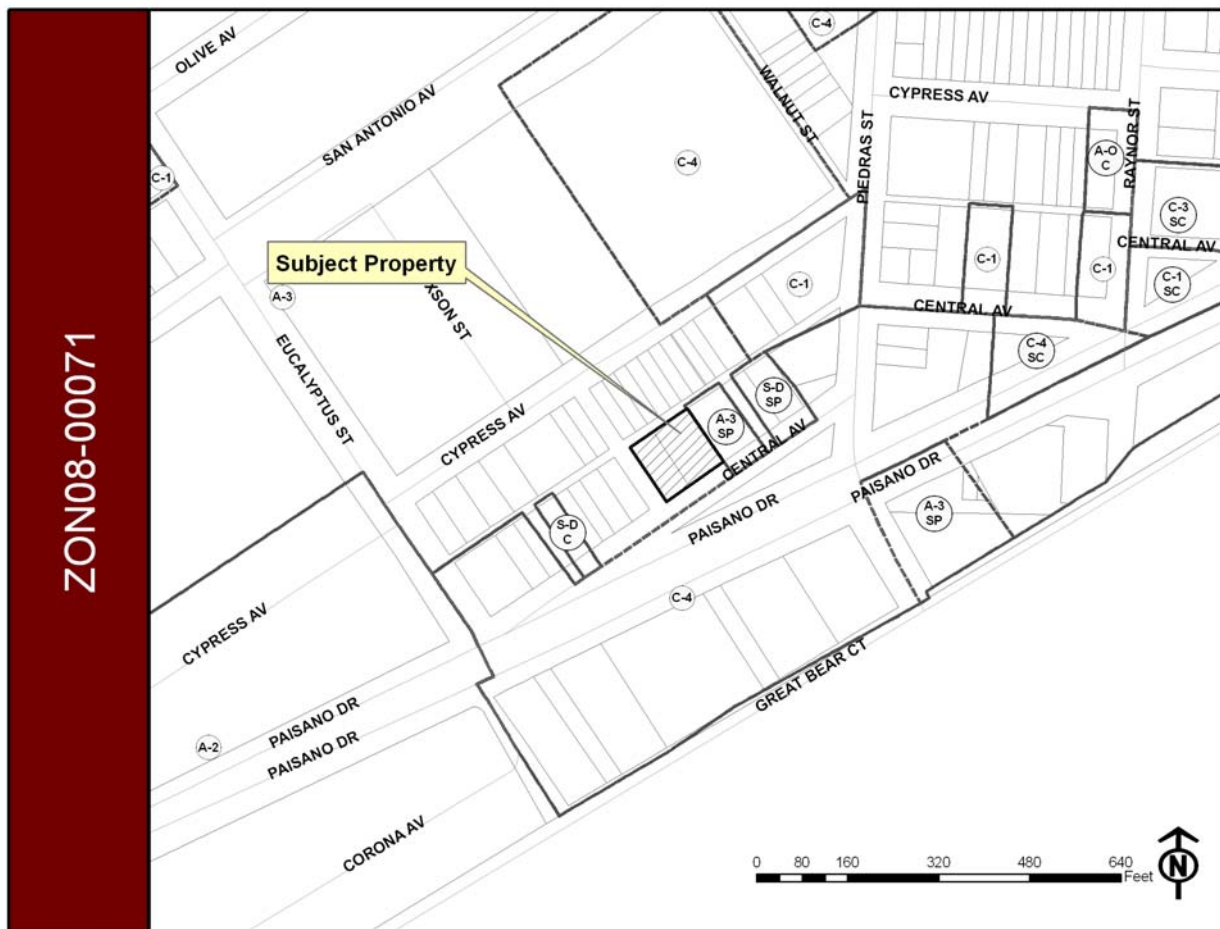 ZON08-00071
OLIVE AV
SAN ANTONIO AV
C-4
WALNUT ST
PIEDRAS ST
CYPRESS AV
RAYNOR ST
A-O
C
C-4
C-1
C-3
SC
CENTRAL AV
C-1
C-1
C-1
SC
Subject Property
A-3
XSON ST
C-1
CENTRAL AV
C-4
SC
EUCALYPTUS ST
CYPRESS AV
S-D
SP
A-3
SP
CENTRAL AV
PAISANO DR
PAISANO DR
A-3
SP
S-D
C
C-4
CYPRESS AV
GREAT BEAR CT
PAISANO DR
PAISANO DR
A-2
CORONA AV
0 80 160 320 480 640
Feet
N